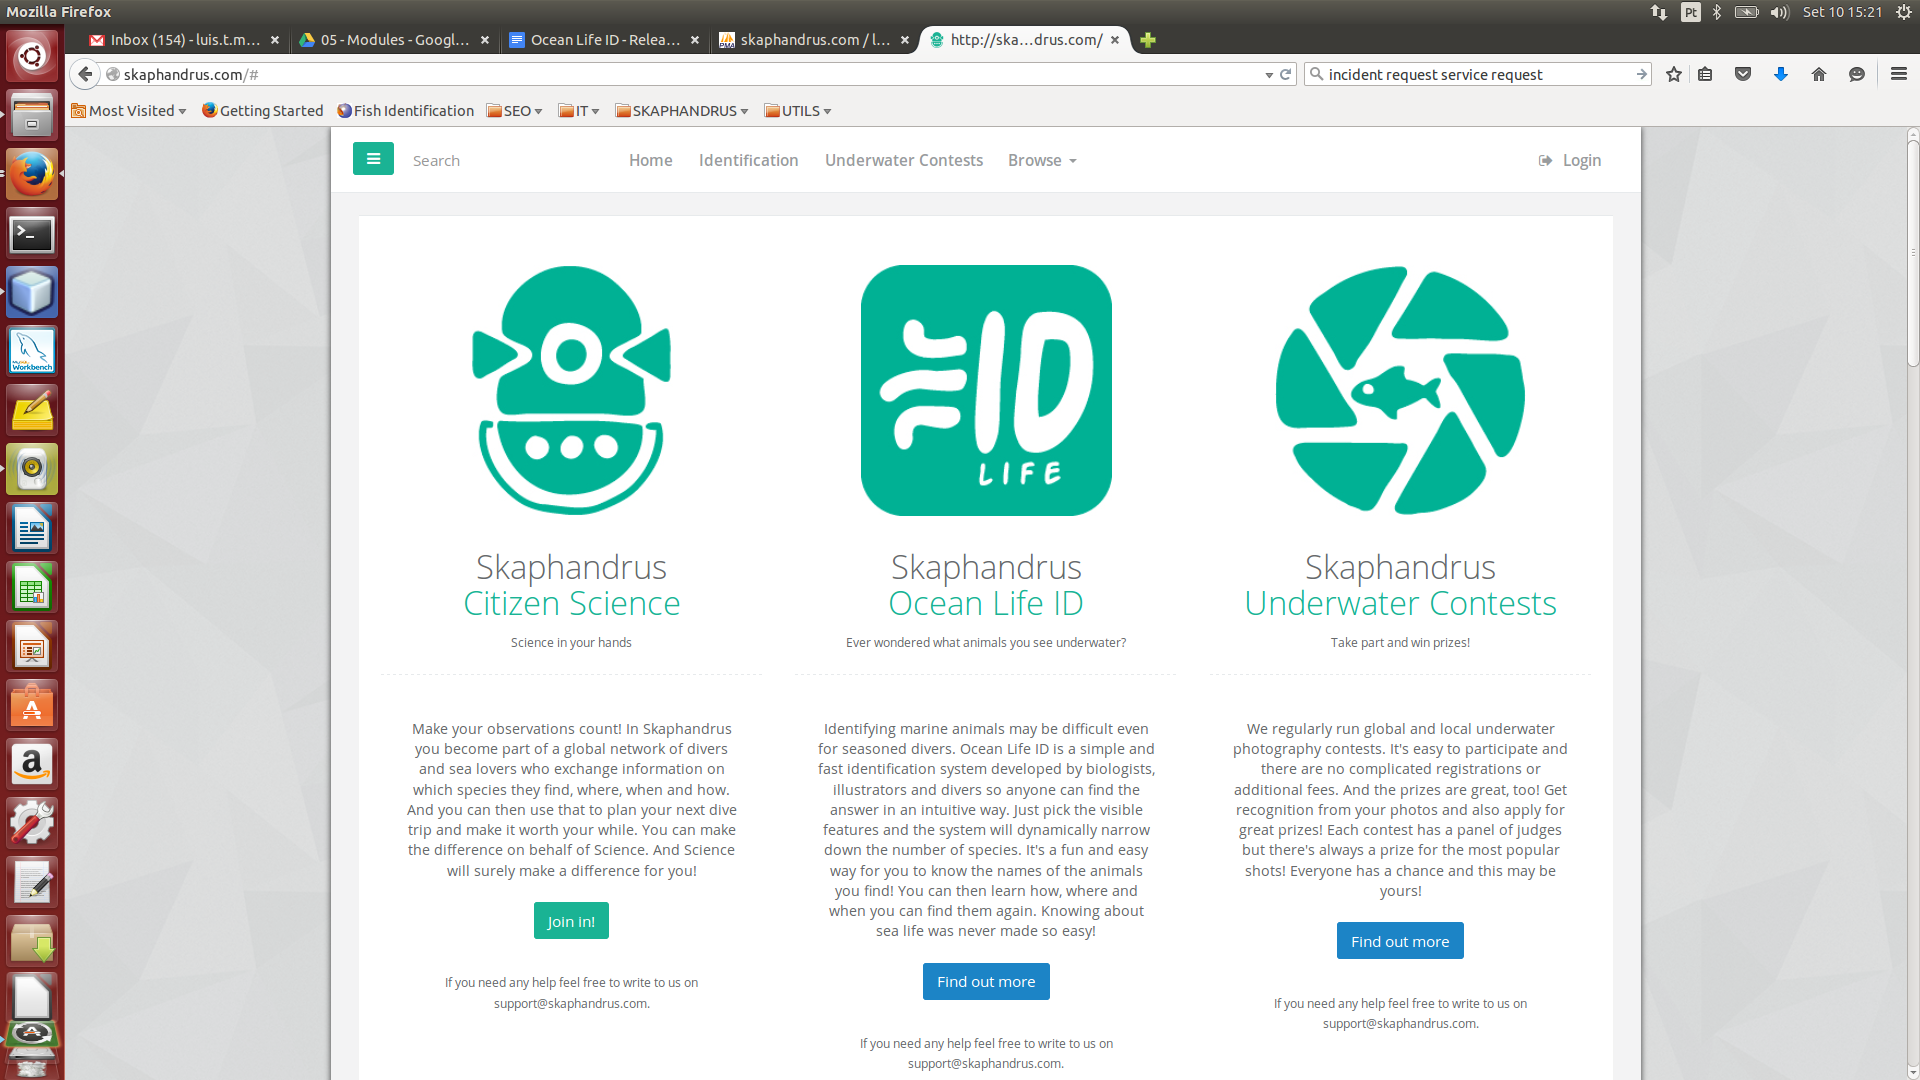 Mozilla Firefox
Pt
Set 10 15:21
Inbox (154) - luis.t.m...
05 - Modules - Googl...
Ocean Life ID - Relea...
skaphandrus.com / l...
http://ska...drus.com/
skaphandrus.com/#
incident request service request
Most Visited
Getting Started
Fish Identification
SEO
IT
SKAPHANDRUS
UTILS
Search
Home
Identification
Underwater Contests
Browse
Login
ID
LIFE
Skaphandrus
Citizen Science
Science in your hands
Make your observations count! In Skaphandrus
you become part of a global network of divers
and sea lovers who exchange information on
which species they find, where, when and how.
And you can then use that to plan your next dive
trip and make it worth your while. You can make
the difference on behalf of Science. And Science
will surely make a difference for you!
Join in!
If you need any help feel free to write to us on
support@skaphandrus.com.
Skaphandrus
Ocean Life ID
Ever wondered what animals you see underwater?
Identifying marine animals may be difficult even
for seasoned divers. Ocean Life ID is a simple and
fast identification system developed by biologists,
illustrators and divers so anyone can find the
answer in an intuitive way. Just pick the visible
features and the system will dynamically narrow
down the number of species. It's a fun and easy
way for you to know the names of the animals
you find! You can then learn how, where and
when you can find them again. Knowing about
sea life was never made so easy!
Find out more
If you need any help feel free to write to us on
support@skaphandrus.com.
Skaphandrus
Underwater Contests
Take part and win prizes!
We regularly run global and local underwater
photography contests. It's easy to participate and
there are no complicated registrations or
additional fees. And the prizes are great, too! Get
recognition from your photos and also apply for
great prizes! Each contest has a panel of judges
but there's always a prize for the most popular
shots! Everyone has a chance and this may be
yours!
Find out more
If you need any help feel free to write to us on
support@skaphandrus.com.
Workbench